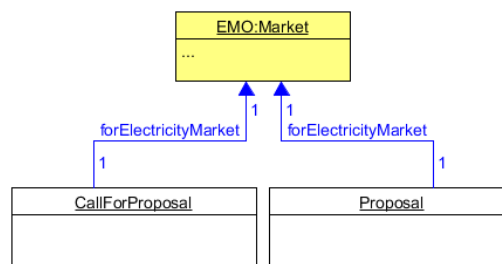 EMO:Market
...
1 1
forElectricityMarket forElectricityMarket
1 1
CallForProposal Proposal